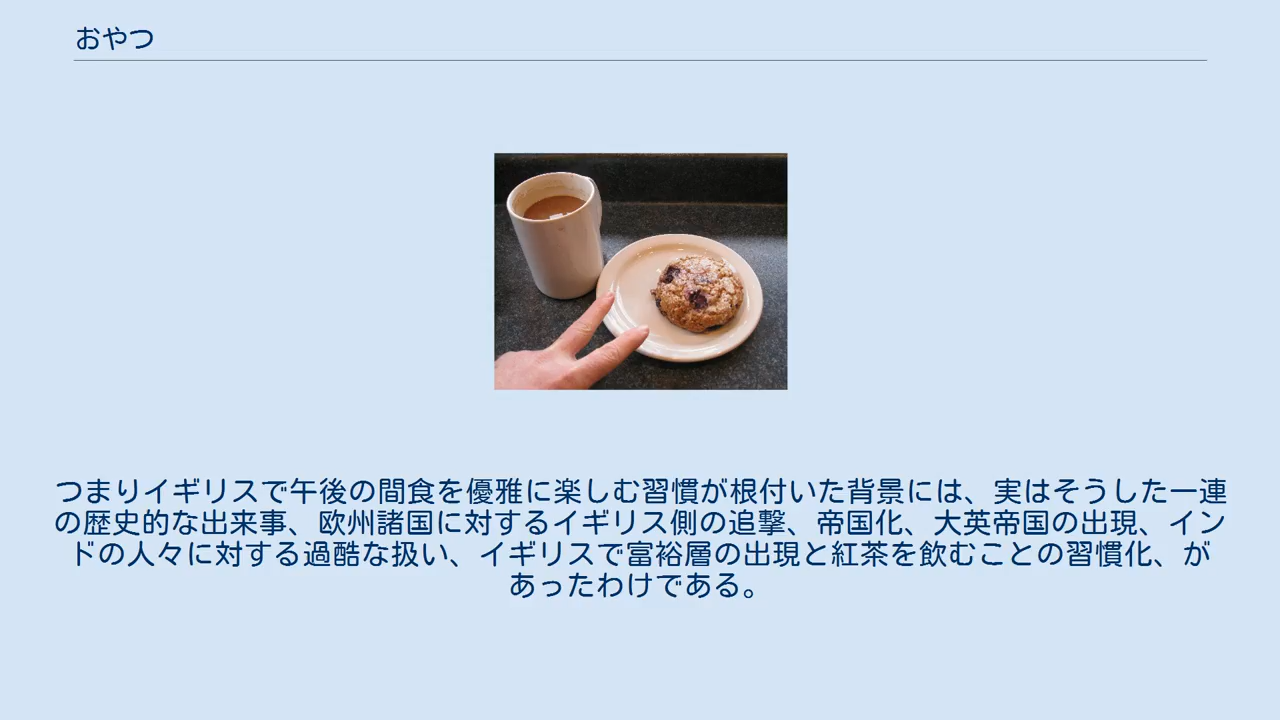 おやつ
つまりイギリスで午後の間食を優雅に楽しむ習慣が根付いた背景には、実はそうした一連
の歴史的な出来事、欧州諸国に対するイギリス側の追撃、帝国化、大英帝国の出現、イン
ドの人々に対する過酷な扱い、イギリスで富裕層の出現と紅茶を飲むことの習慣化、が
あったわけである。